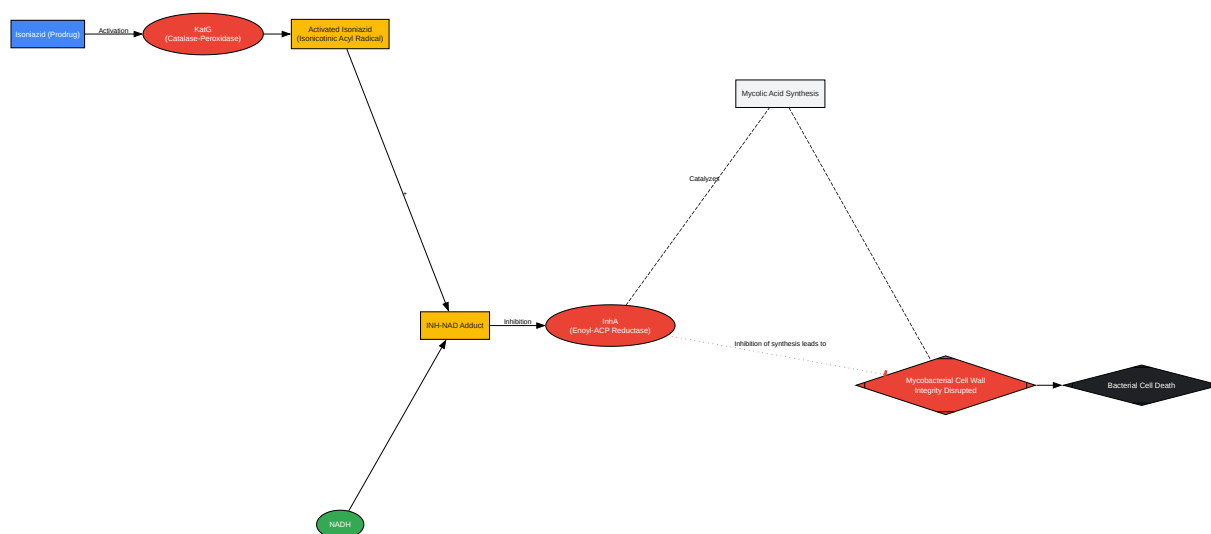 Isoniazid (Prodrug)
Activation
KatG
(Catalase-Peroxidase)
Activated Isoniazid
(Isonicotinic Acyl Radical)
Mycolic Acid Synthesis
Catalyzes
+
INH-NAD Adduct
Inhibition
InhA
(Enoyl-ACP Reductase)
Inhibition of synthesis leads to
Mycobacterial Cell Wall
Integrity Disrupted
Bacterial Cell Death
NADH